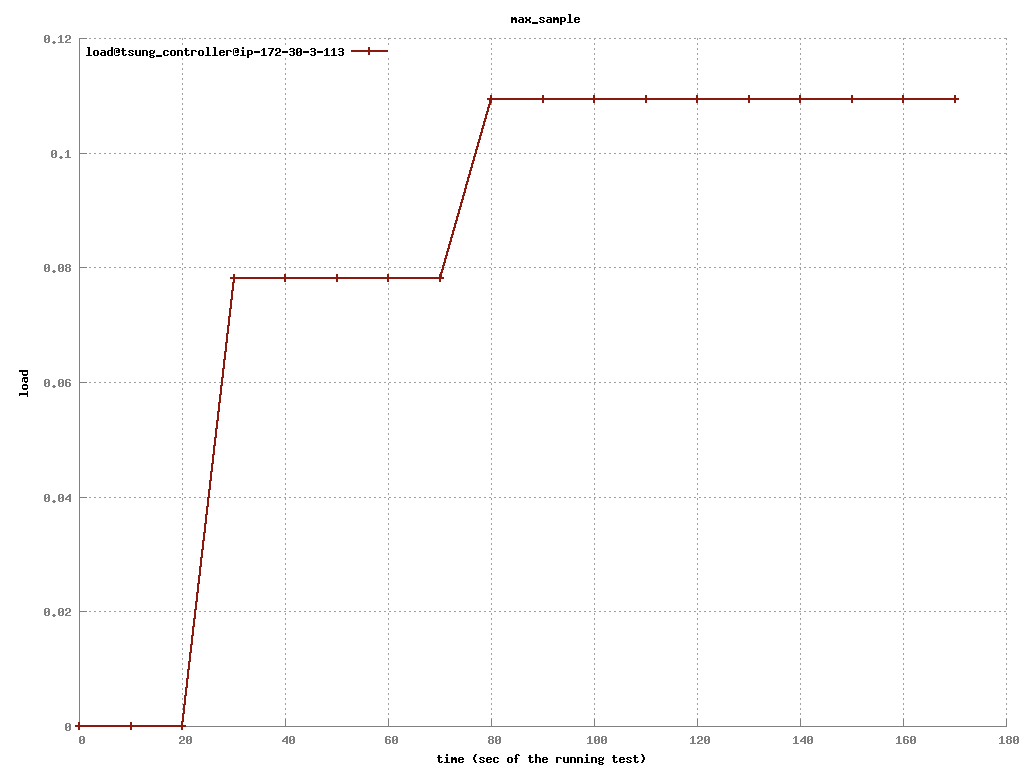 max_sample
load@tsung_controller@ip-172-30-3-113
0.12
0.1
0.08
0.06
0.04
0.02
0
load
0 20 40 60 80 100 120 140 160 180
time (sec of the running test)